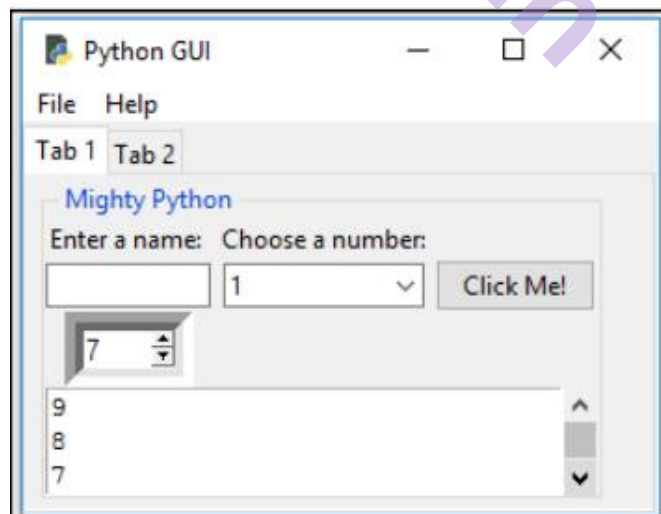 Python GUI
File Help
Tab 1 Tab 2
Mighty Python
Enter a name: Choose a number:
1 Click Me!
7
9
8
7